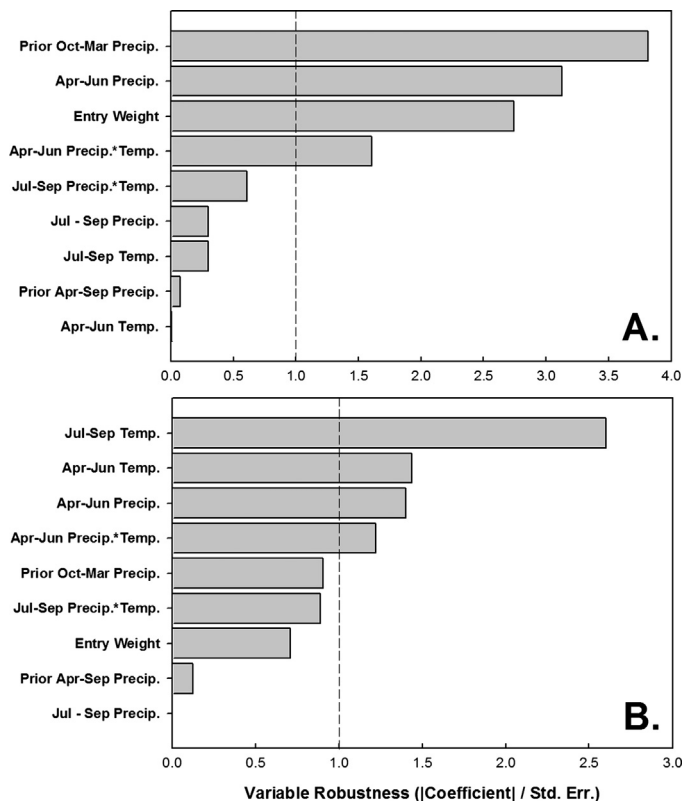 Prior Oct-Mar Precip.
Apr-Jun Precip.
Entry Weight
Apr-Jun Precip.*Temp.
Jul-Sep Precip.*Temp.
Jul - Sep Precip.
Jul-Sep Temp.
Prior Apr-Sep Precip.
Apr-Jun Temp.
A.
0.0 0.5 1.0 1.5 2.0 2.5 3.0 3.5 4.0
Jul-Sep Temp.
Apr-Jun Temp.
Apr-Jun Precip.
Apr-Jun Precip.*Temp.
Prior Oct-Mar Precip.
Jul-Sep Precip.*Temp.
Entry Weight
Prior Apr-Sep Precip.
Jul - Sep Precip.
B.
0.0 0.5 1.0 1.5 2.0 2.5 3.0
Variable Robustness (|Coefficient| / Std. Err.)